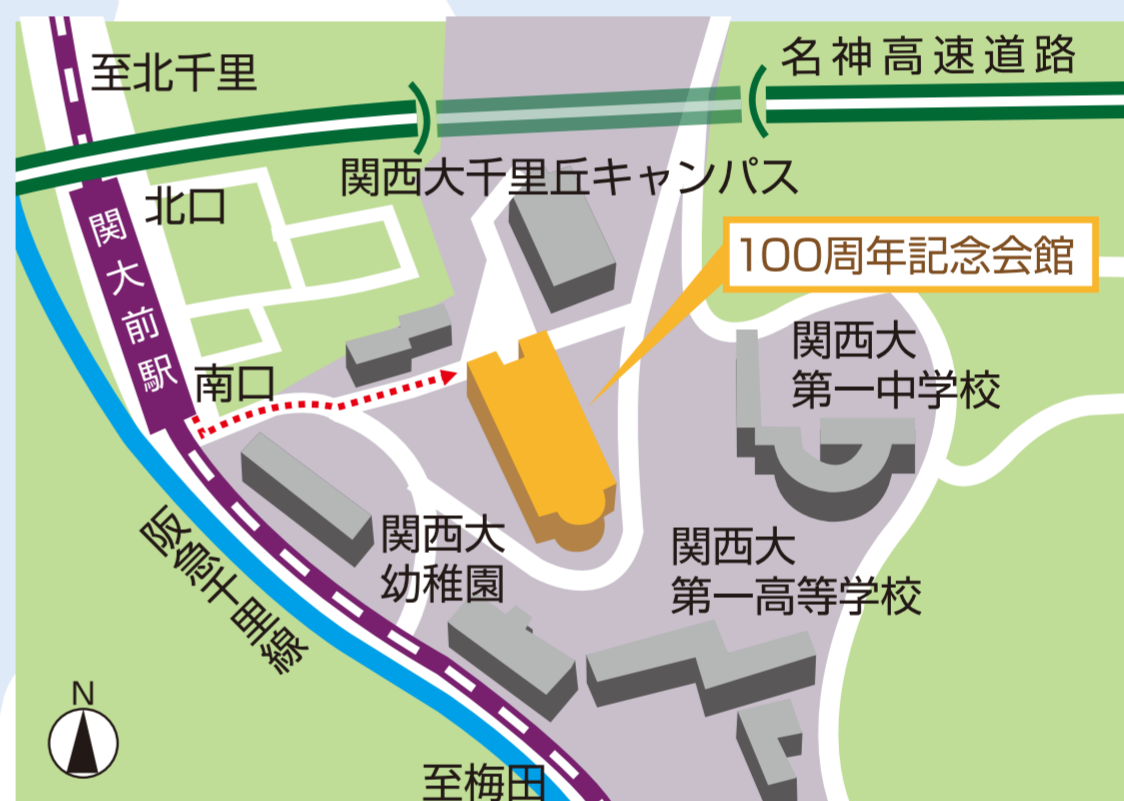 至北千里
名神高速道路
関西大千里丘キャンパス
北口
関大前駅
100周年記念会館
関西大
第一中学校
南口
関西大
幼稚園
関西大
第一高等学校
阪急千里線
N
至梅田